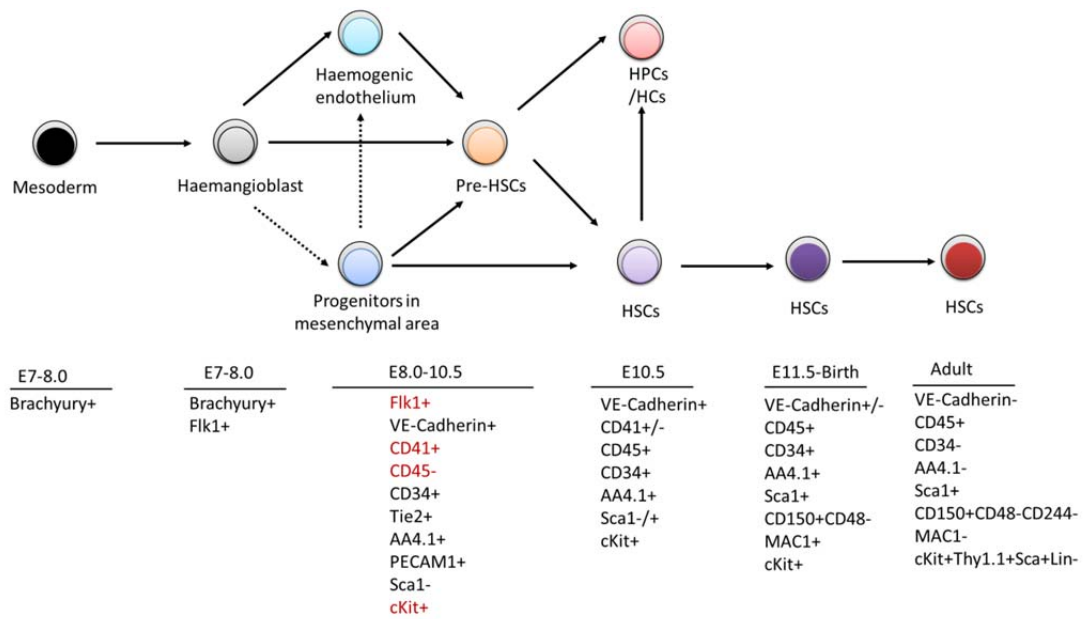 Haemogenic
endothelium
HPCs
/HCs
Mesoderm
Haemangioblast
Pre-HSCs
Progenitors in
mesenchymal area
HSCs
HSCs
HSCs
E7-8.0
Brachyury+
E7-8.0
Brachyury+
Flk1+
E8.0-10.5
Flk1+
VE-Cadherin+
CD41+
CD45-
CD34+
Tie2+
AA4.1+
PECAM1+
Sca1-
cKit+
E10.5
VE-Cadherin+
CD41+/-
CD45+
CD34+
AA4.1+
Sca1-/+
cKit+
E11.5-Birth
VE-Cadherin+/-
CD45+
CD34+
AA4.1+
Sca1+
CD150+CD48-
MAC1+
cKit+
Adult
VE-Cadherin-
CD45+
CD34-
AA4.1-
Sca1+
CD150+CD48-CD244-
MAC1-
cKit+Thy1.1+Sca+Lin-